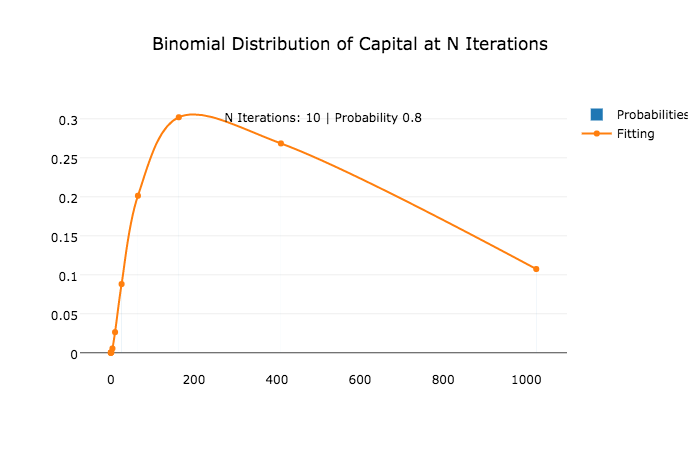 Binomial Distribution of Capital at N Iterations
N Iterations: 10 | Probability 0.8
Probabilities
Fitting
0.3
0.25
0.2
0.15
0.1
0.05
0
0 200 400 600 800 1000